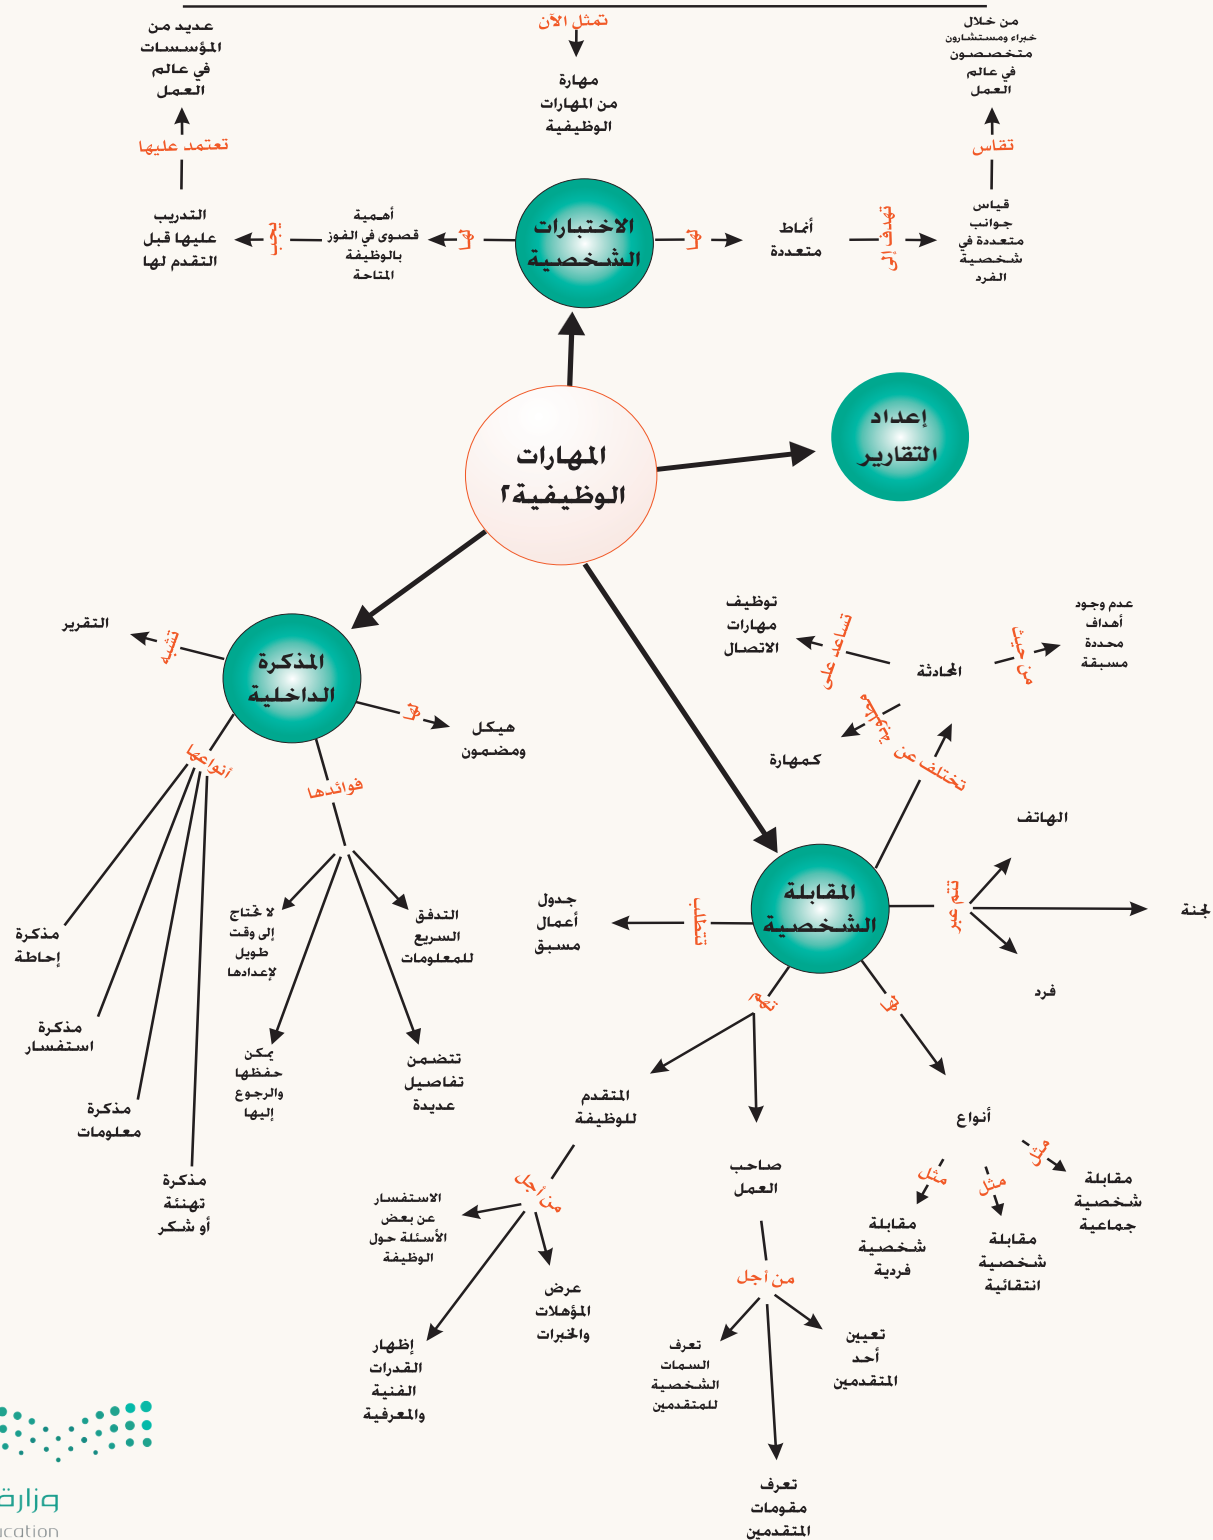 من خلال
خبراء ومستشارون
متخصصون
في عالم
العمل
تمثل الآن
عديد من
المؤسسات
في عالم
العمل
مهارة
من المهارات
الوظيفية
تقاس
تعتمد عليها
قياس
جوانب
متعددة في
شخصية
الفرد
تهدف إلى
أنماط
متعددة
لها
الاختبارات
الشخصية
لها
أهمية
قصوى في الفوز
بالوظيفة
المتاحة
يجب
التدريب
عليها قبل
التقدم لها
إعداد
التقارير
المهارات
الوظيفية ٢
عدم وجود
أهداف
محددة
مسبقة
من حيث
المحادثة
تساعد على
توظيف
مهارات
الاتصال
مطلوبة
كمهارة
تختلف عن
التقرير
تشبه
المذكرة
الداخلية
لها
هيكل
ومضمون
أنواعها
فوائدها
الهاتف
لجنة
فرد
تتم عبر
المقابلة
الشخصية
تتطلب
جدول
أعمال
مسبق
التدفق
السريع
للمعلومات
لا تحتاج
إلى وقت
طويل
لإعدادها
مذكرة
إحاطة
مذكرة
استفسار
يمكن
حفظها
والرجوع
إليها
تتضمن
تفاصيل
عديدة
مذكرة
معلومات
مذكرة
تهنئة
أو شكر
لها
تهم
أنواع
مثل
مثل
مثل
مقابلة
شخصية
جماعية
مقابلة
شخصية
انتقائية
مقابلة
شخصية
فردية
صاحب
العمل
المتقدم
للوظيفة
من أجل
الاستفسار
عن بعض
الأسئلة حول
الوظيفة
عرض
المؤهلات
والخبرات
إظهار
القدرات
الفنية
والمعرفية
من أجل
تعيين
أحد
المتقدمين
تعرف
السمات
الشخصية
للمتقدمين
تعرف
مقومات
المتقدمين
وزارة
ucation